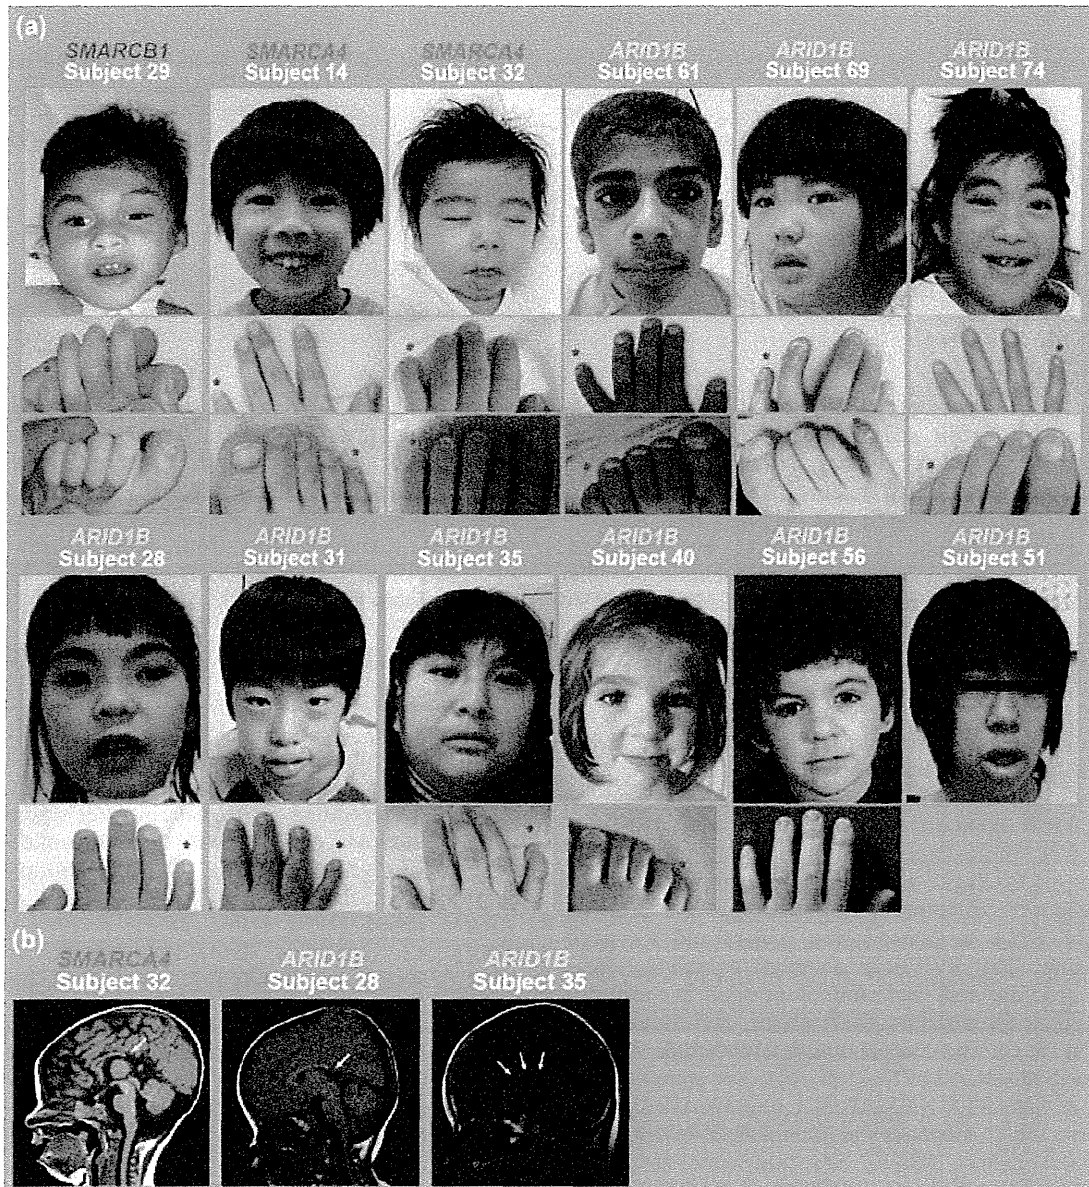 (a)
SMARCB1 SMARCA4 SMARCA4 ARID1B ARID1B ARID1B
Subject 29 Subject 14 Subject 32 Subject 61 Subject 69 Subject 74
ARID1B ARID1B ARID1B ARID1B ARID1B ARID1B
Subject 28 Subject 31 Subject 35 Subject 40 Subject 56 Subject 51
(b)
SMARCA4 ARID1B ARID1B
Subject 32 Subject 28 Subject 35